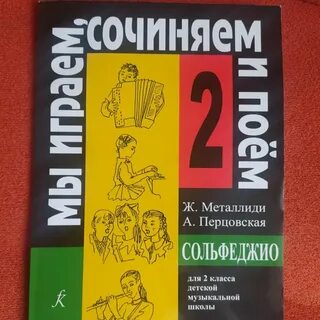 мы играем,
сочиняем
и поём
2
Ж. Металлиди
А. Перцовская
СОЛЬФЕДЖИО
для 2 класса
детской
музыкальной
школы